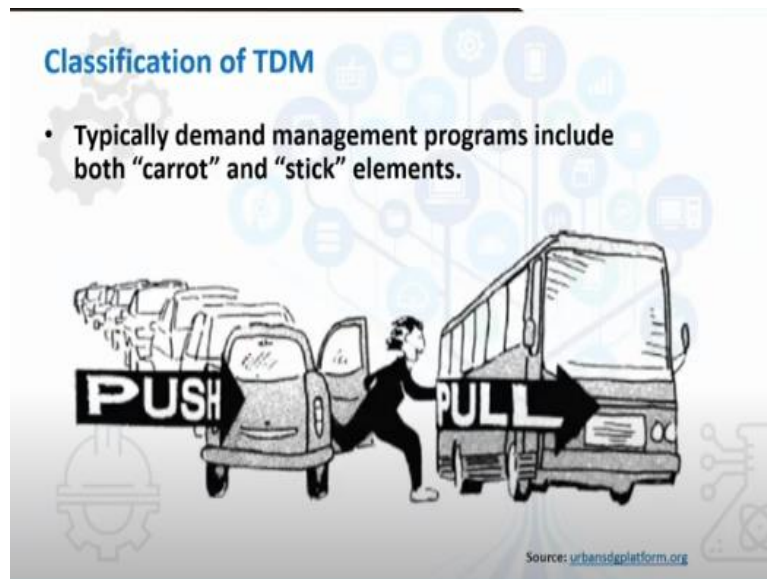 Classification of TDM
• Typically demand management programs include
both “carrot” and “stick” elements.
PUSH
PULL
Source: urbansdgplatform.org